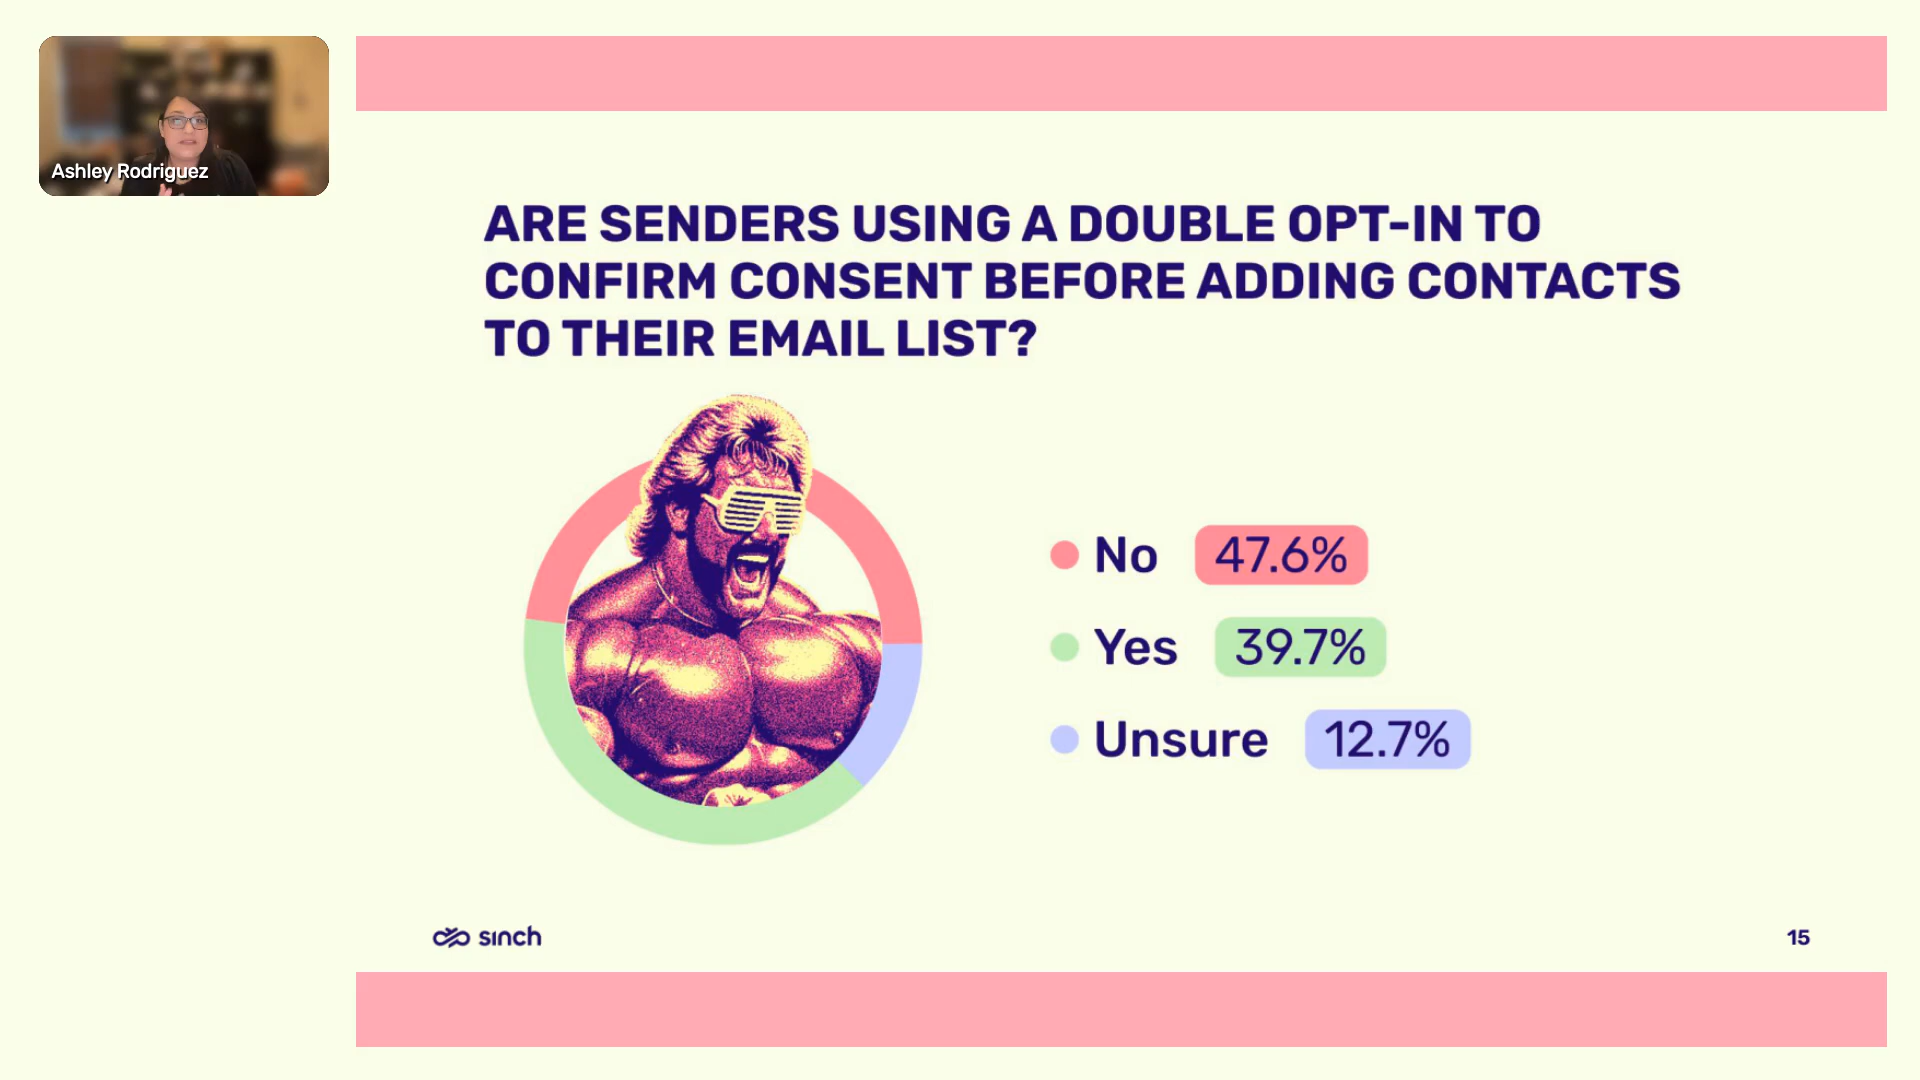 Ashley Rodriguez
ARE SENDERS USING A DOUBLE OPT-IN TO
CONFIRM CONSENT BEFORE ADDING CONTACTS
TO THEIR EMAIL LIST?
No 47.6%
Yes 39.7%
Unsure 12.7%
sinch
15